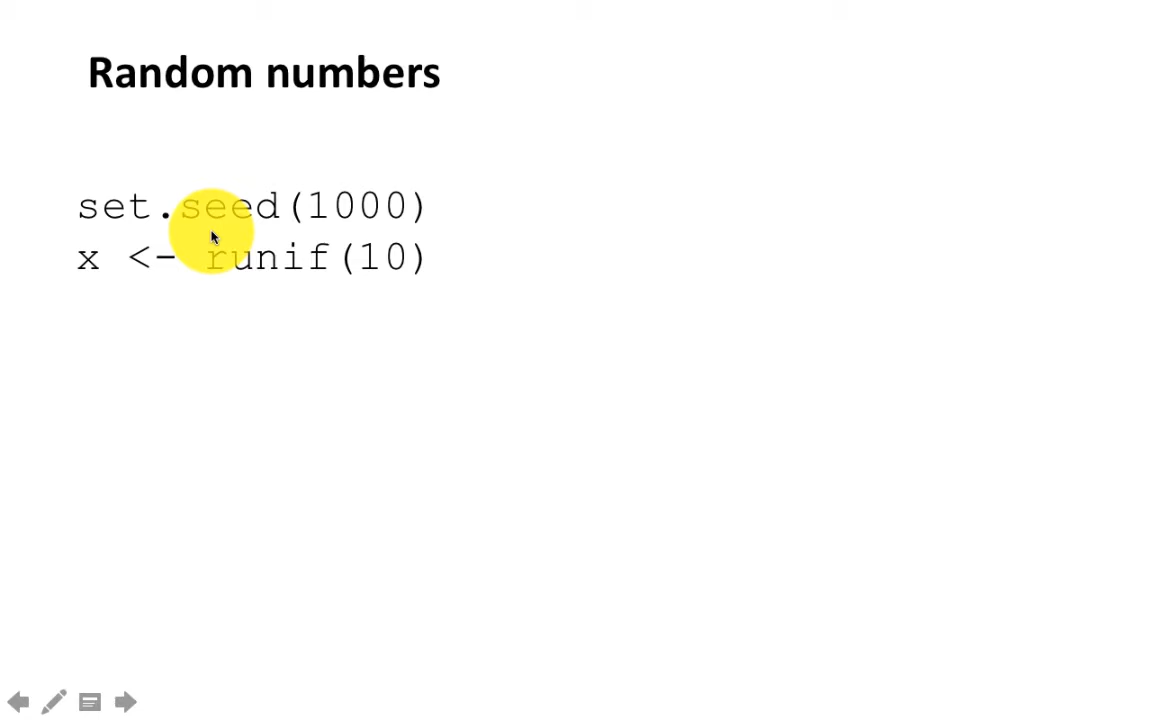 Random numbers
set.seed(1000)
x <- runif(10)